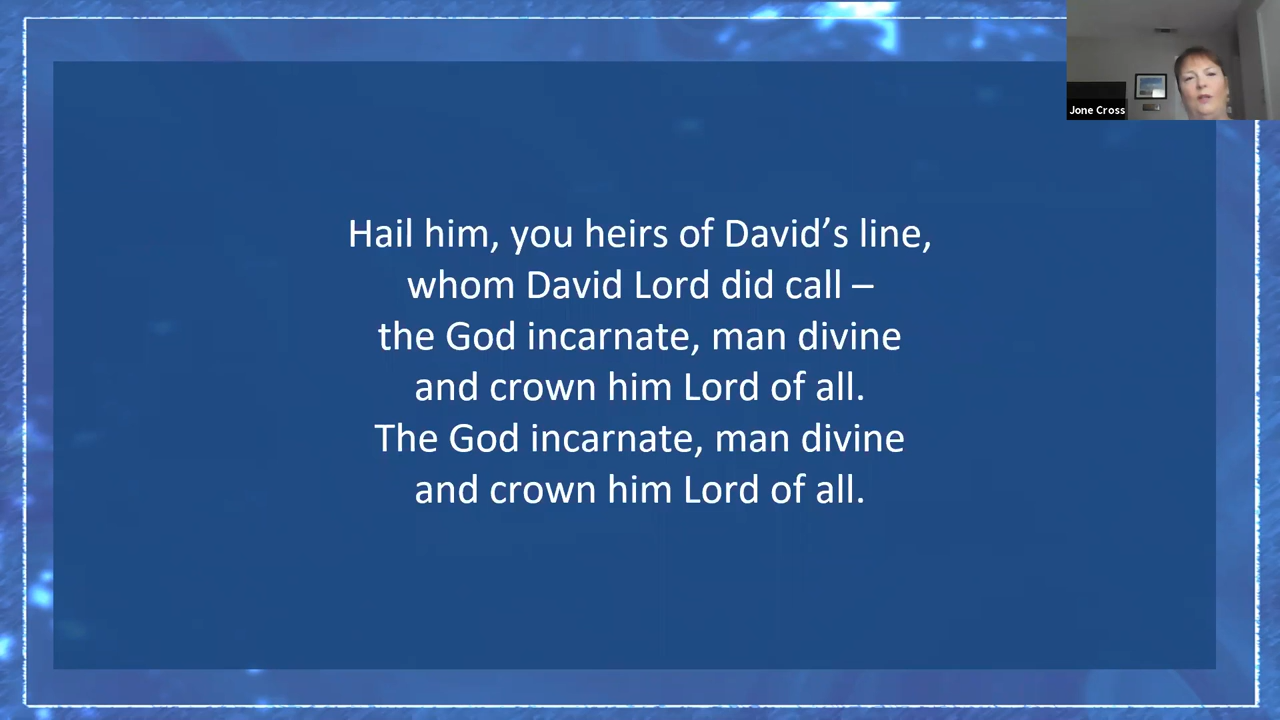 Jone Cross
Hail him, you heirs of David’s line,
whom David Lord did call –
the God incarnate, man divine
and crown him Lord of all.
The God incarnate, man divine
and crown him Lord of all.